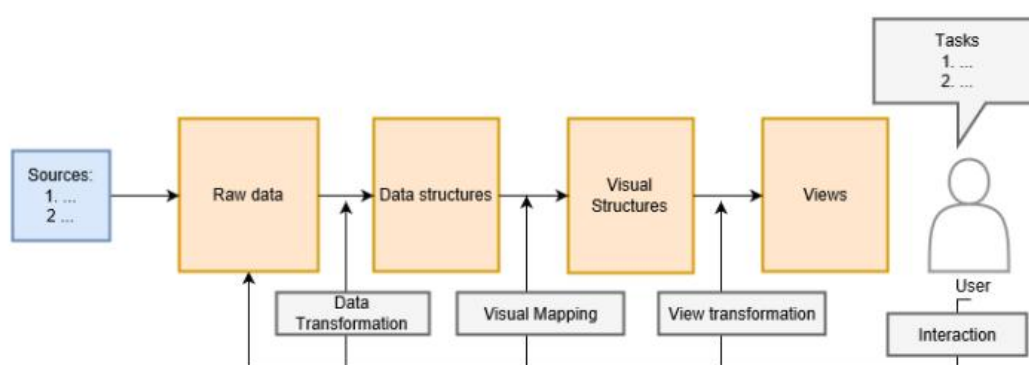 Tasks
1. ...
2. ...
Sources:
1. ...
2 ...
Raw data
Data structures
Visual
Structures
Views
User
Data
Transformation
Visual Mapping
View transformation
Interaction